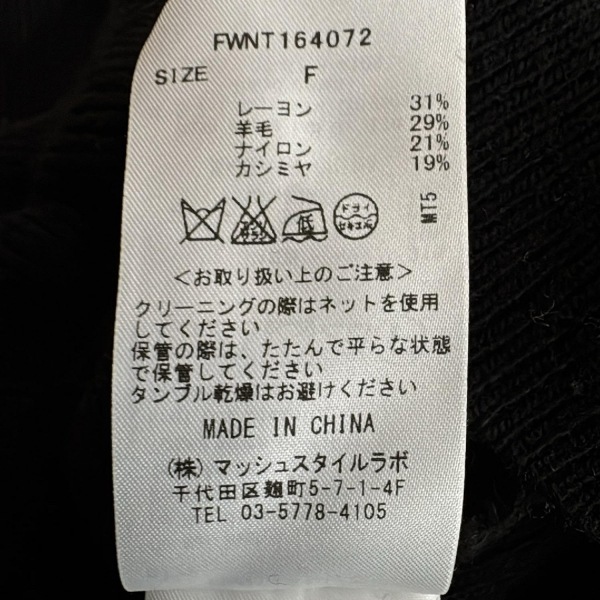 FWNT164072
SIZE F
レーヨン 31%
羊毛 29%
ナイロン 21%
カシミヤ 19%
MT5
低
ドライ
セキユ系
<お取り扱い上のご注意>
クリーニングの際はネットを使用
してください
保管の際は、たたんで平らな状態
で保管してください
タンブル乾燥はお避けください
MADE IN CHINA
(株) マッシュスタイルラボ
千代田区麹町5-7-1-4F
TEL 03-5778-4105